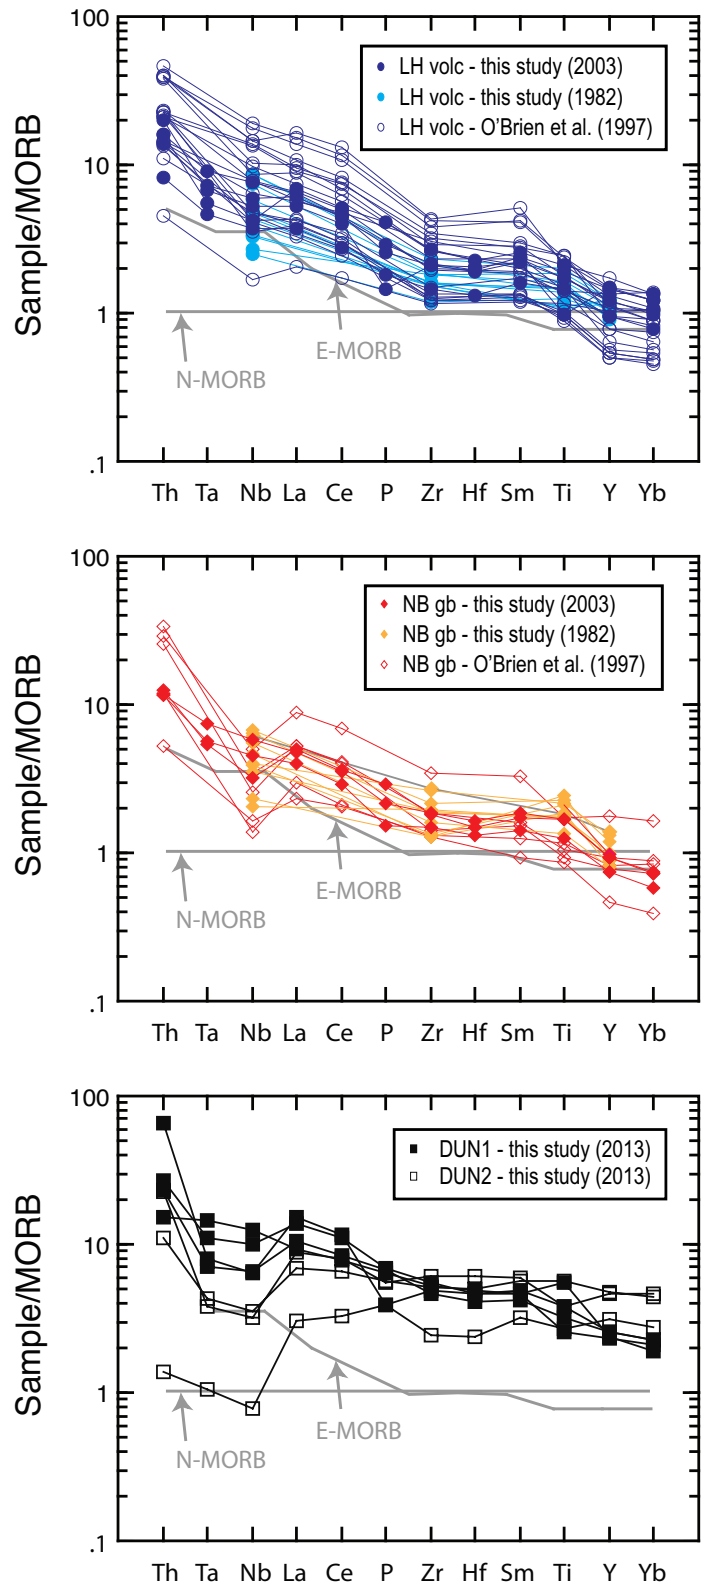 100
LH volc - this study (2003)
LH volc - this study (1982)
LH volc - O'Brien et al. (1997)
10
Sample/MORB
1
E-MORB
N-MORB
.1
Th Ta Nb La Ce P Zr Hf Sm Ti Y Yb
100
NB gb - this study (2003)
NB gb - this study (1982)
NB gb - O'Brien et al. (1997)
10
Sample/MORB
1
E-MORB
N-MORB
.1
Th Ta Nb La Ce P Zr Hf Sm Ti Y Yb
100
DUN1 - this study (2013)
DUN2 - this study (2013)
10
Sample/MORB
1
E-MORB
N-MORB
.1
Th Ta Nb La Ce P Zr Hf Sm Ti Y Yb